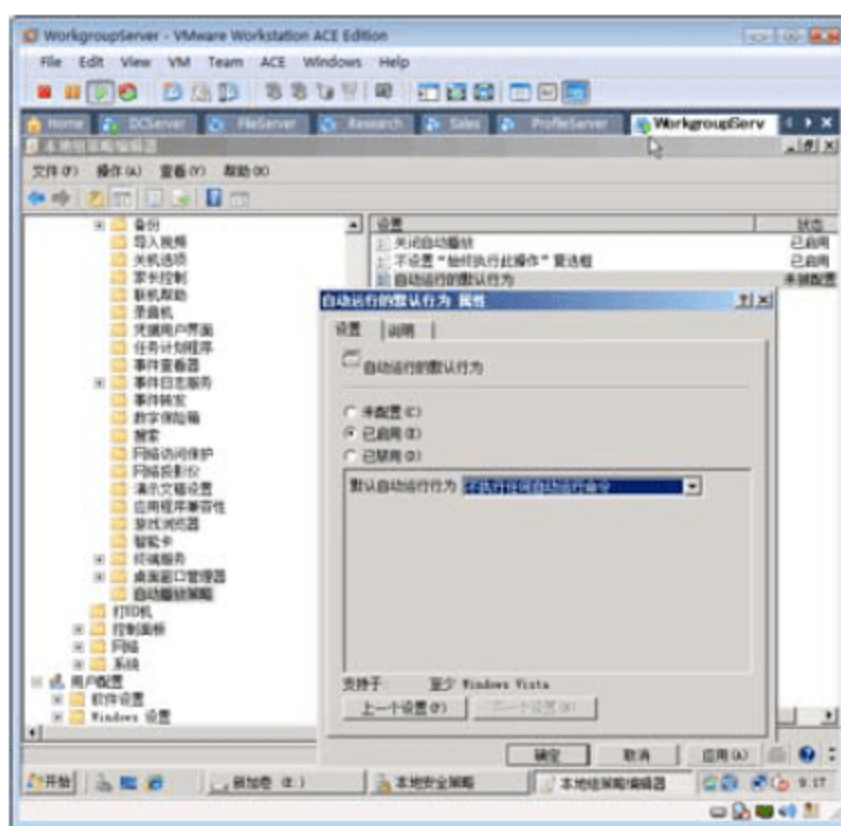 WorkgroupServer - VMware Workstation ACE Edition
File Edit View VM Team ACE Windows Help
Home DCServer FileServer Research Sales ProfileServer WorkgroupServ
本地组策略编辑器
文件(F) 操作(A) 查看(V) 帮助(H)
备份
导入视频
关机选项
家长控制
联机帮助
录音机
凭据用户界面
任务计划程序
事件查看器
事件日志服务
事件转发
数字保险箱
搜索
网络访问保护
网络投影仪
演示文稿设置
应用程序兼容性
游戏浏览器
智能卡
终端服务
桌面窗口管理器
自动播放策略
打印机
控制面板
网络
系统
用户配置
软件设置
Windows 设置
设置 状态
关闭自动播放 已启用
不设置“始终执行此操作”复选框 已启用
自动运行的默认行为 未被配置
自动运行的默认行为 属性
设置 说明
自动运行的默认行为
未配置(C)
已启用(E)
已禁用(D)
默认自动运行行为 不执行任何自动运行命令
支持于 至少 Windows Vista
上一个设置(P) 下一个设置(N)
确定 取消 应用(A)
开始 新加卷 (E:) 本地安全策略 本地组策略编辑器 9:17